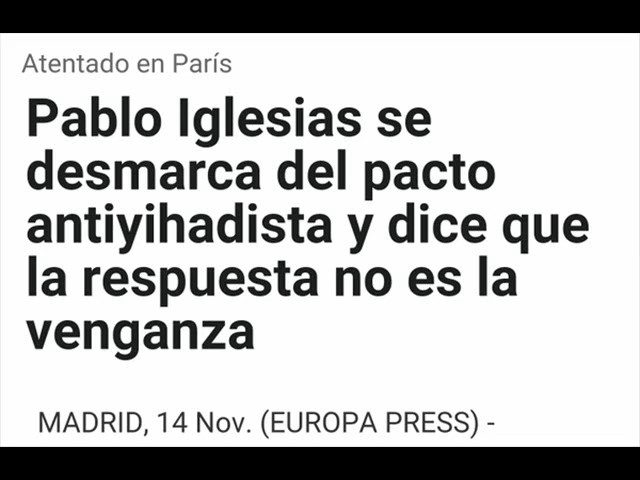 Atentado en París
Pablo Iglesias se
desmarca del pacto
antiyihadista y dice que
la respuesta no es la
venganza
MADRID, 14 Nov. (EUROPA PRESS) -